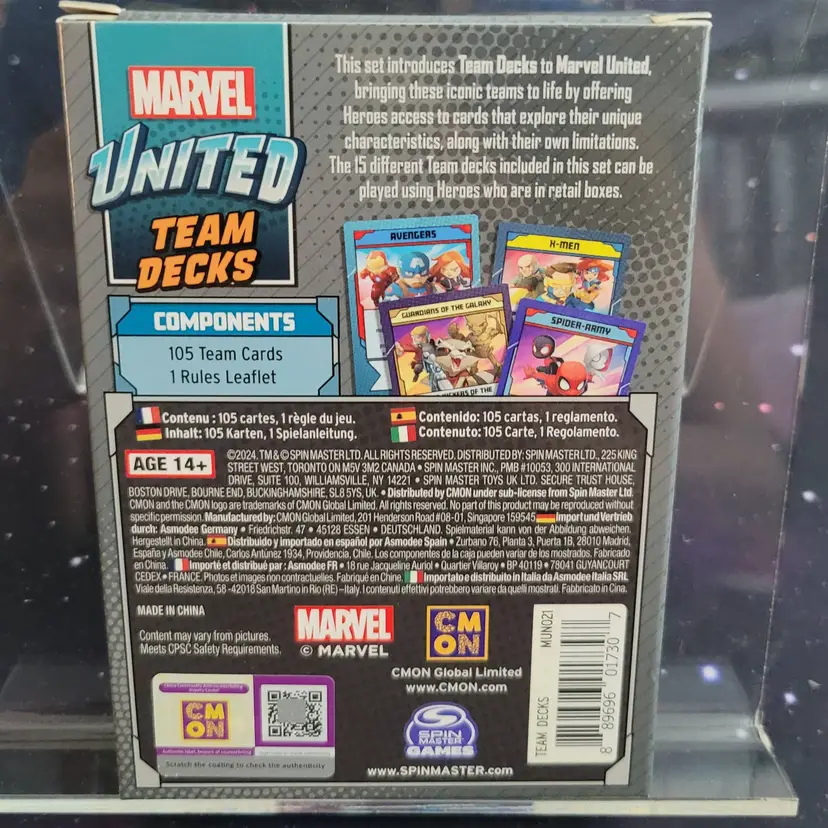 MARVEL
UNITED
TEAM
DECKS
This set introduces Team Decks to Marvel United,
bringing these iconic teams to life by offering
Heroes access to cards that explore their unique
characteristics, along with their own limitations.
The 15 different Team decks included in this set can be
played using Heroes who are in retail boxes.
AVENGERS
X-MEN
GUARDIANS OF THE GALAXY
SPIDER-ARMY
OF THE
COMPONENTS
105 Team Cards
1 Rules Leaflet
Contenu : 105 cartes, 1 règle du jeu.
Inhalt: 105 Karten, 1 Spielanleitung.
Contenido: 105 cartas, 1 reglamento.
Contenuto: 105 Carte, 1 Regolamento.
AGE 14+
©2024. TM & © SPIN MASTER LTD. ALL RIGHTS RESERVED. DISTRIBUTED BY: SPIN MASTER LTD., 225 KING
STREET WEST, TORONTO ON M5V 3M2 CANADA • SPIN MASTER INC., PMB #10053, 300 INTERNATIONAL
DRIVE, SUITE 100, WILLIAMSVILLE, NY 14221 • SPIN MASTER TOYS UK LTD. SECURE TRUST HOUSE,
BOSTON DRIVE, BOURNE END, BUCKINGHAMSHIRE, SL8 5YS, UK. • Distributed by CMON under sub-license from Spin Master Ltd.
CMON and the CMON logo are trademarks of CMON Global Limited. All rights reserved. No part of this product may be reproduced without
specific permission. Manufactured by: CMON Global Limited, 201 Henderson Road #08-01, Singapore 159545 Import und Vertrieb
durch: Asmodee Germany • Friedrichstr. 47 • 45128 ESSEN • DEUTSCHLAND. Spielmaterial kann von der Abbildung abweichen.
Hergestellt in China. Distribuido y importado en español por Asmodee Spain • Zurbano 76, Planta 3, Puerta 1B, 28010 Madrid,
España y Asmodee Chile, Carlos Antúnez 1934, Providencia, Chile. Los componentes de la caja pueden variar de los mostrados. Fabricado
en China. Importé et distribué par : Asmodee FR • 18 rue Jacqueline Auriol • Quartier Villaroy • BP 40119 • 78041 GUYANCOURT
CEDEX • FRANCE. Photos et images non contractuelles. Fabriqué en Chine. Importato e distribuito in Italia da Asmodee Italia SRL
Viale della Resistenza, 58 - 42018 San Martino in Rio (RE) – Italy. I contenuti effettivi potrebbero variare da quelli mostrati. Fabbricato in Cina.
MADE IN CHINA
Content may vary from pictures.
Meets CPSC Safety Requirements.
MARVEL
© MARVEL
CM
ON
CMON Global Limited
www.CMON.com
SPIN
MASTER
GAMES
www.SPINMASTER.com
TEAM DECKS MUN021
8 89696 01730 7
CM
ON
Scratch the coating to check the authenticity